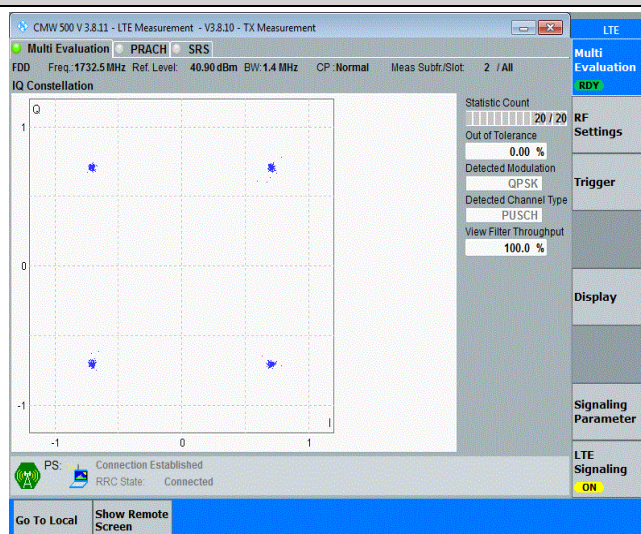 CMW 500 V 3.8.11 - LTE Measurement - V3.8.10 - TX Measurement
LTE
Multi Evaluation PRACH SRS
Multi
Evaluation
RDY
FDD Freq.:1732.5 MHz Ref. Level: 40.90 dBm BW:1.4 MHz CP :Normal Meas Subfr./Slot: 2 / All
IQ Constellation
Q
1
0
-1
-1
0
1
I
Statistic Count
20 / 20
Out of Tolerance
0.00 %
Detected Modulation
QPSK
Detected Channel Type
PUSCH
View Filter Throughput
100.0 %
RF
Settings
Trigger
Display
Signaling
Parameter
LTE
Signaling
ON
PS: Connection Established
RRC State: Connected
Go To Local
Show Remote
Screen